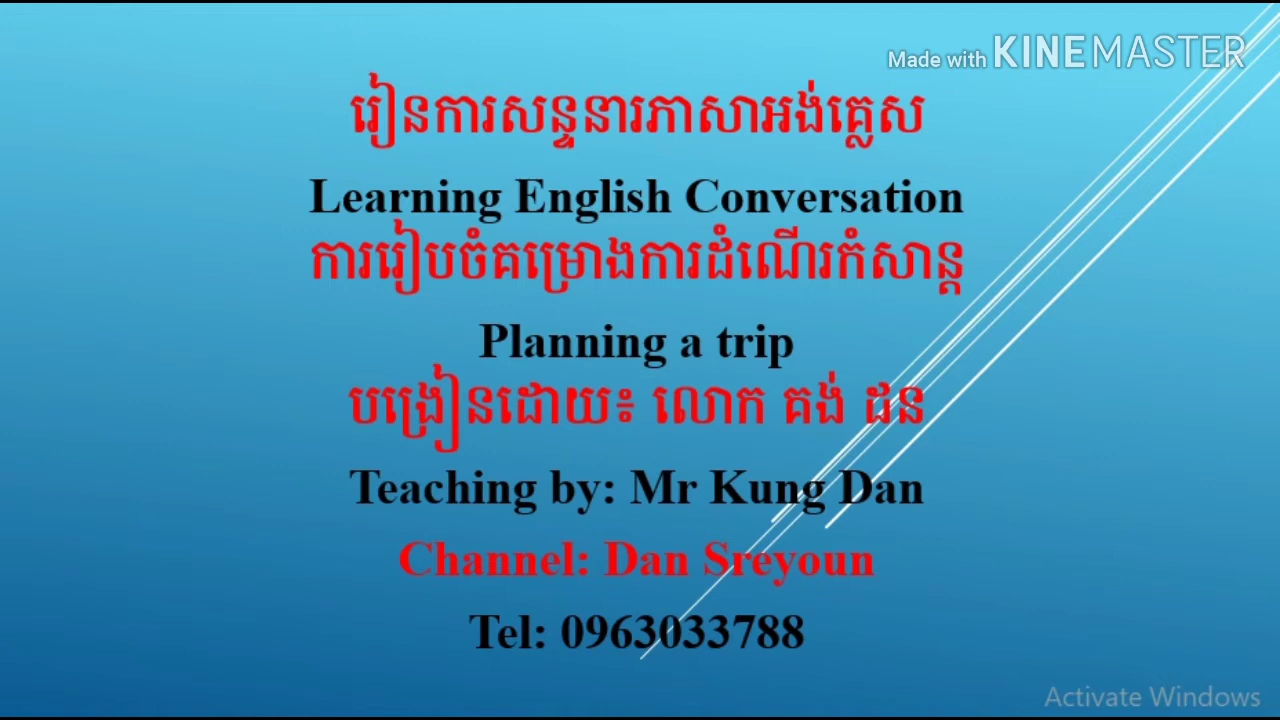 Made with KINEMASTER
រៀនការសន្ទនារភាសាអង់គ្លេស
Learning English Conversation
ការរៀបចំគម្រោងការដំណើរកំសាន្ត
Planning a trip
បង្រៀនដោយ៖ លោក គង់ ដន
Teaching by: Mr Kung Dan
Channel: Dan Sreyoun
Tel: 0963033788
Activate Windows